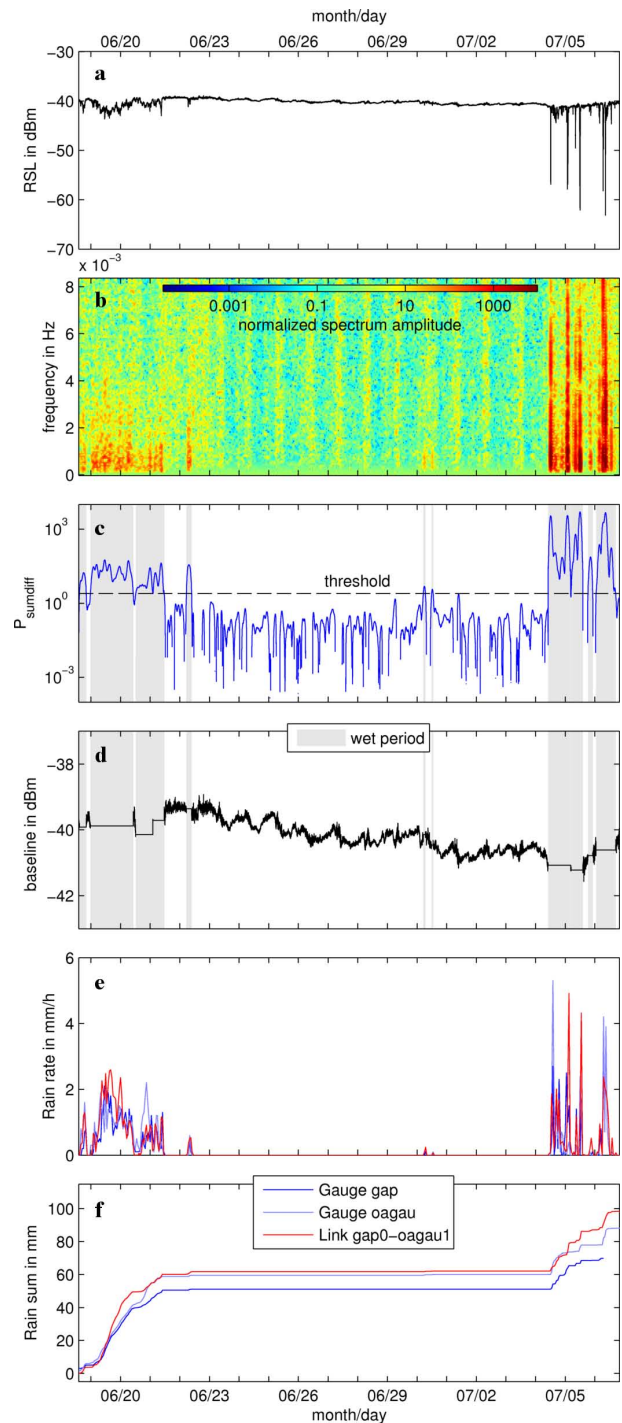 month/day
06/20 06/23 06/26 06/29 07/02 07/05
−30
a
−40
−50
−60
−70
RSL in dBm
x 10⁻³
8
b
0.001 0.1 10 1000
normalized spectrum amplitude
6
4
2
0
frequency in Hz
10³
c
threshold
10⁰
10⁻³
P_sumdiff
d
wet period
−38
−40
−42
baseline in dBm
6
e
4
2
0
Rain rate in mm/h
f
100
80
60
40
20
0
Gauge gap
Gauge oagau
Link gap0−oagau1
Rain sum in mm
06/20 06/23 06/26 06/29 07/02 07/05
month/day